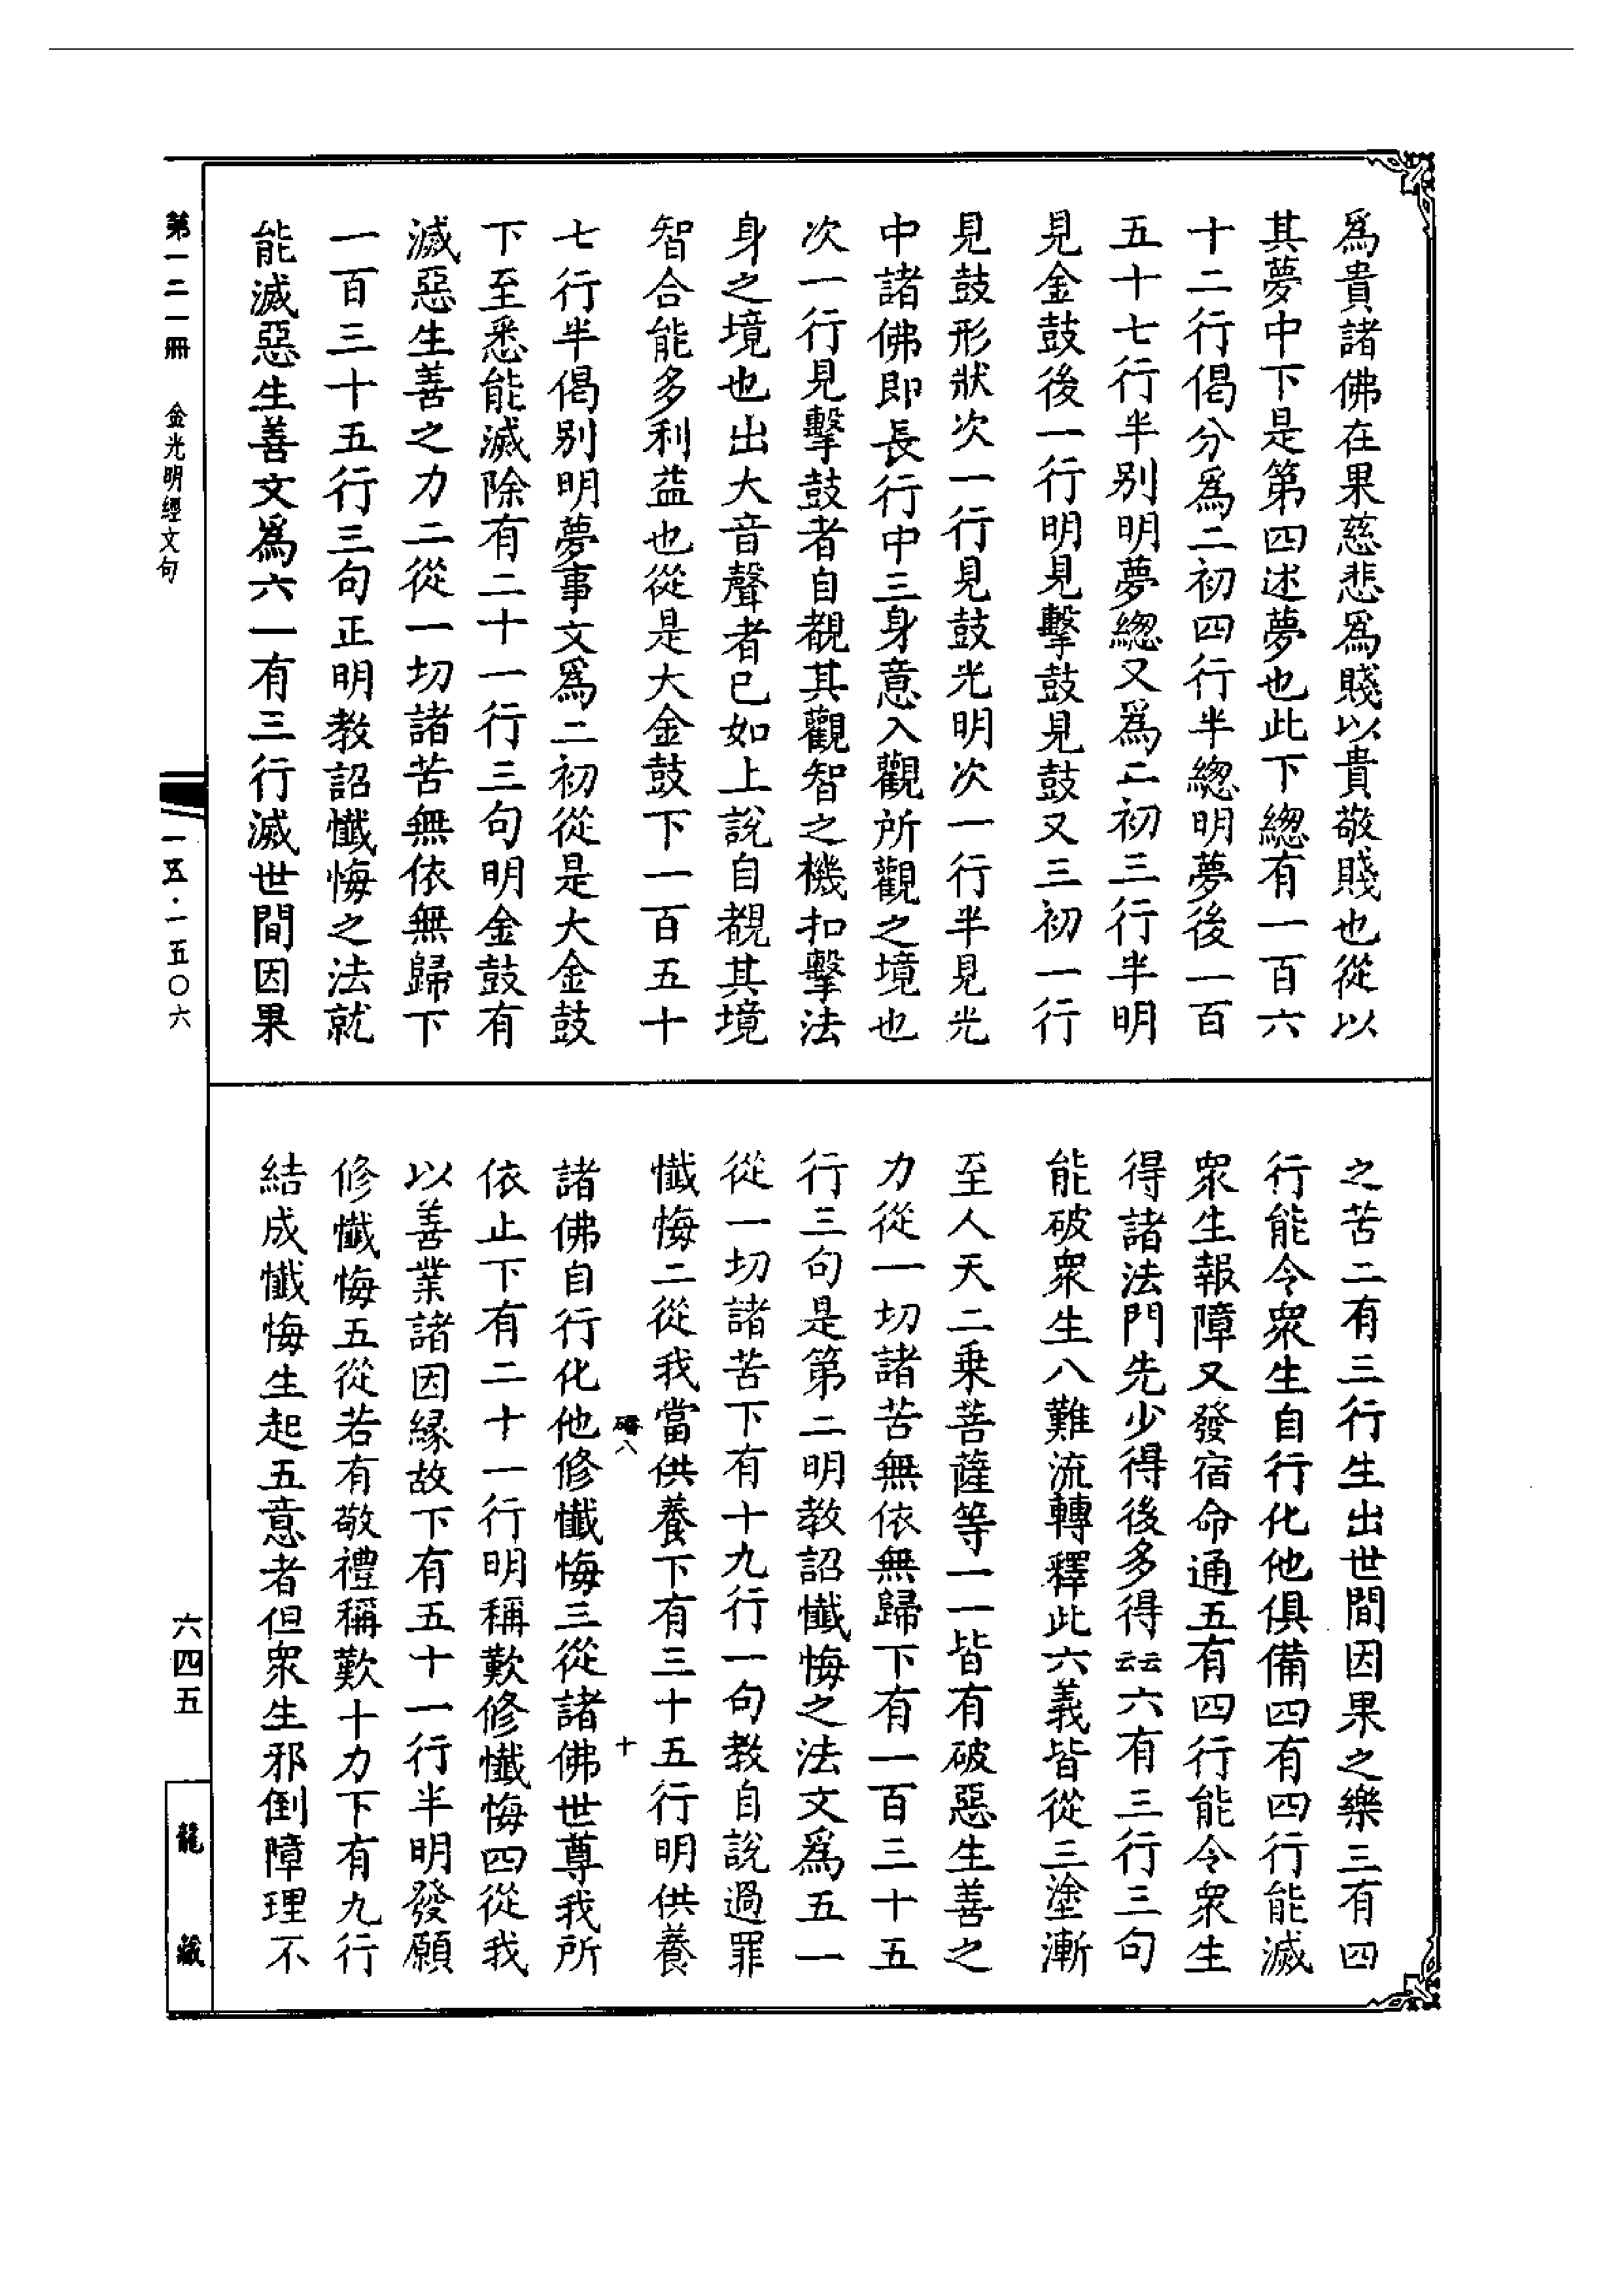 爲貴諸佛在果慈悲爲賤以貴敬賤也從以
其夢中下是第四述夢也此下總有一百六
十二行偈分爲二初四行半總明夢後一百
五十七行半別明夢總又爲二初三行半明
見金鼓後一行明見擊鼓見鼓又三初一行
見鼓形狀次一行見鼓光明次一行半見光
中諸佛即長行中三身意入觀所觀之境也
次一行見擊鼓者自覩其觀智之機扣擊法
身之境也出大音聲者已如上說自覩其境
智合能多利益也從是大金鼓下一百五十
七行半偈別明夢事文爲二初從是大金鼓
下至悉能滅除有二十一行三句明金鼓有
滅惡生善之力二從一切諸苦無依無歸下
一百三十五行三句正明教詔懺悔之法就
能滅惡生善文爲六一有三行滅世間因果
之苦二有三行生出世間因果之樂三有四
行能令衆生自行化他俱備四有四行能滅
衆生報障又發宿命通五有四行能令衆生
得諸法門先少得後多得云云六有三行三句
能破衆生八難流轉釋此六義皆從三塗漸
至人天二乗菩薩等一一皆有破惡生善之
力從一切諸苦無依無歸下有一百三十五
行三句是第二明教詔懺悔之法文爲五一
從一切諸苦下有十九行一句教自說過罪
懺悔二從我當供養下有三十五行明供養
八 十
諸佛自行化他修懺悔三從諸佛世尊我所
依止下有二十一行明稱歎修懺悔四從我
以善業諸因緣故下有五十一行半明發願
修懺悔五從若有敬禮稱歎十力下有九行
結成懺悔生起五意者但衆生邪倒障理不
第一二一冊 金光明經文句
一五·一五〇六
六四五
龍藏